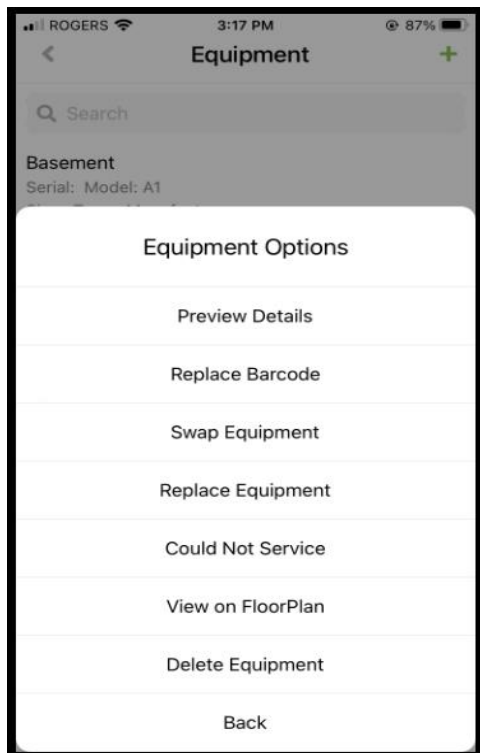 ROGERS 3:17 PM 87%
Equipment
Search
Basement
Serial: Model: A1
Equipment Options
Preview Details
Replace Barcode
Swap Equipment
Replace Equipment
Could Not Service
View on FloorPlan
Delete Equipment
Back